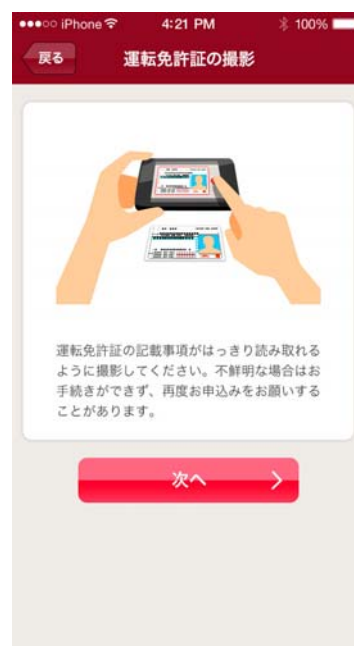 ●●●○○ iPhone 4:21 PM 100%
戻る 運転免許証の撮影
運転免許証の記載事項がはっきり読み取れる
ように撮影してください。不鮮明な場合はお
手続きができず、再度お申込みをお願いする
ことがあります。
次へ